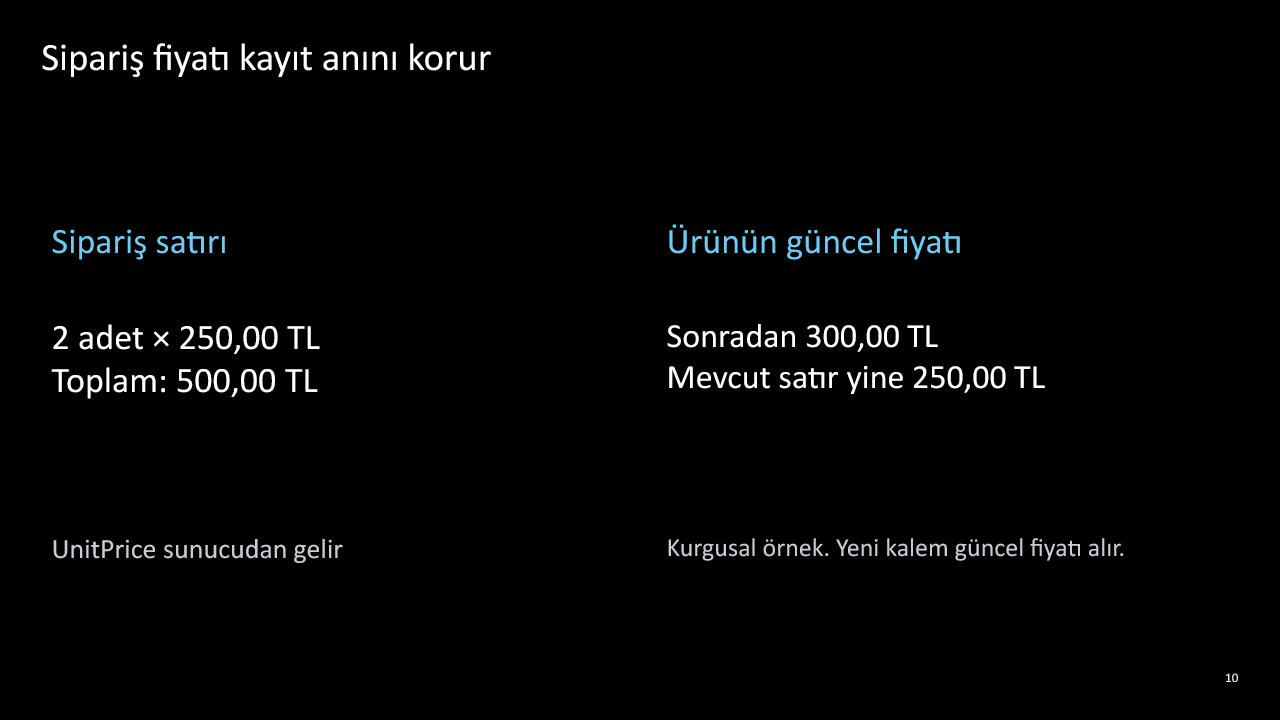 Sipariş fiyatı kayıt anını korur
Sipariş satırı
2 adet × 250,00 TL
Toplam: 500,00 TL
UnitPrice sunucudan gelir
Ürünün güncel fiyatı
Sonradan 300,00 TL
Mevcut satır yine 250,00 TL
Kurgusal örnek. Yeni kalem güncel fiyatı alır.
10